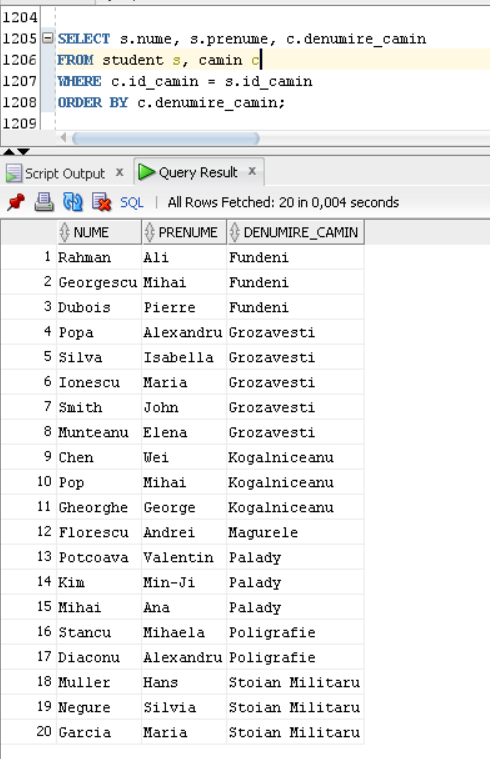 1204
1205 SELECT s.nume, s.prenume, c.denumire_camin
1206 FROM student s, camin c
1207 WHERE c.id_camin = s.id_camin
1208 ORDER BY c.denumire_camin;
1209
Script Output x Query Result x
SQL | All Rows Fetched: 20 in 0,004 seconds
NUME PRENUME DENUMIRE_CAMIN
1 Rahman Ali Fundeni
2 Georgescu Mihai Fundeni
3 Dubois Pierre Fundeni
4 Popa Alexandru Grozavesti
5 Silva Isabella Grozavesti
6 Ionescu Maria Grozavesti
7 Smith John Grozavesti
8 Munteanu Elena Grozavesti
9 Chen Wei Kogalniceanu
10 Pop Mihai Kogalniceanu
11 Gheorghe George Kogalniceanu
12 Florescu Andrei Magurele
13 Potcoava Valentin Palady
14 Kim Min-Ji Palady
15 Mihai Ana Palady
16 Stancu Mihaela Poligrafie
17 Diaconu Alexandru Poligrafie
18 Muller Hans Stoian Militaru
19 Negure Silvia Stoian Militaru
20 Garcia Maria Stoian Militaru